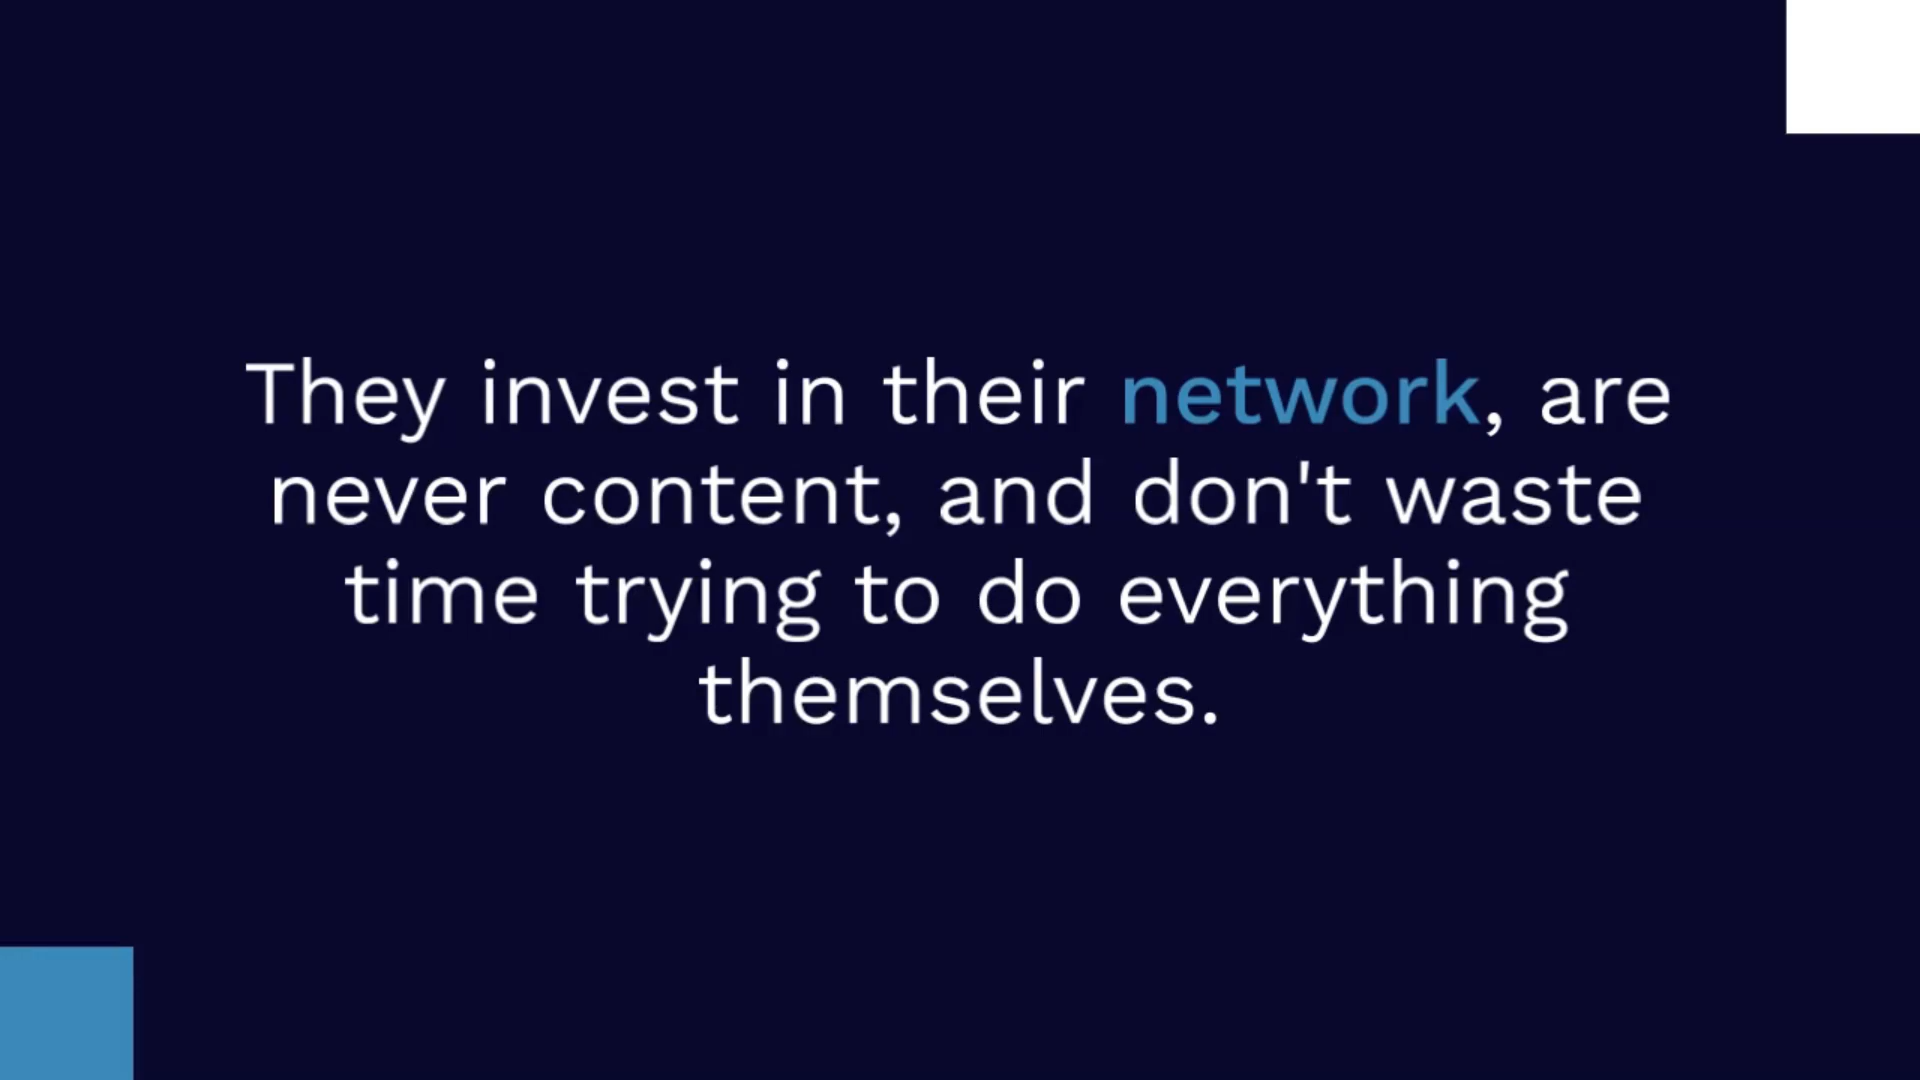 They invest in their network, are
never content, and don't waste
time trying to do everything
themselves.